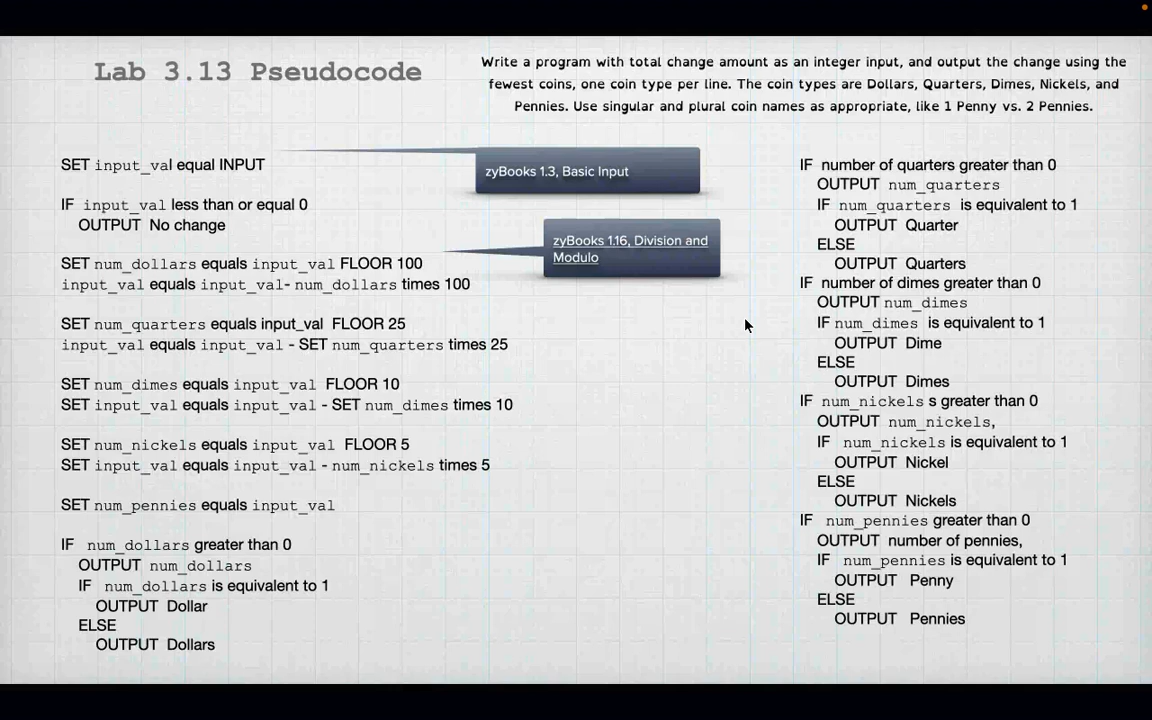 Lab 3.13 Pseudocode
Write a program with total change amount as an integer input, and output the change using the
fewest coins, one coin type per line. The coin types are Dollars, Quarters, Dimes, Nickels, and
Pennies. Use singular and plural coin names as appropriate, like 1 Penny vs. 2 Pennies.
SET input_val equal INPUT
zyBooks 1.3, Basic Input
IF input_val less than or equal 0
OUTPUT No change
zyBooks 1.16, Division and
Modulo
SET num_dollars equals input_val FLOOR 100
input_val equals input_val- num_dollars times 100
SET num_quarters equals input_val FLOOR 25
input_val equals input_val - SET num_quarters times 25
SET num_dimes equals input_val FLOOR 10
SET input_val equals input_val - SET num_dimes times 10
SET num_nickels equals input_val FLOOR 5
SET input_val equals input_val - num_nickels times 5
SET num_pennies equals input_val
IF num_dollars greater than 0
OUTPUT num_dollars
IF num_dollars is equivalent to 1
OUTPUT Dollar
ELSE
OUTPUT Dollars
IF number of quarters greater than 0
OUTPUT num_quarters
IF num_quarters is equivalent to 1
OUTPUT Quarter
ELSE
OUTPUT Quarters
IF number of dimes greater than 0
OUTPUT num_dimes
IF num_dimes is equivalent to 1
OUTPUT Dime
ELSE
OUTPUT Dimes
IF num_nickels s greater than 0
OUTPUT num_nickels,
IF num_nickels is equivalent to 1
OUTPUT Nickel
ELSE
OUTPUT Nickels
IF num_pennies greater than 0
OUTPUT number of pennies,
IF num_pennies is equivalent to 1
OUTPUT Penny
ELSE
OUTPUT Pennies